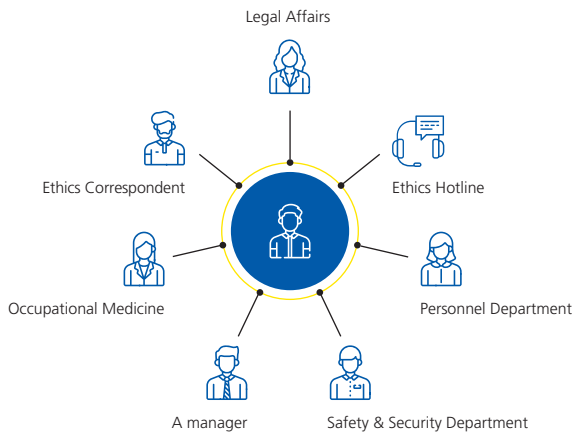 Legal Affairs
Ethics Correspondent
Ethics Hotline
Occupational Medicine
Personnel Department
A manager
Safety & Security Department